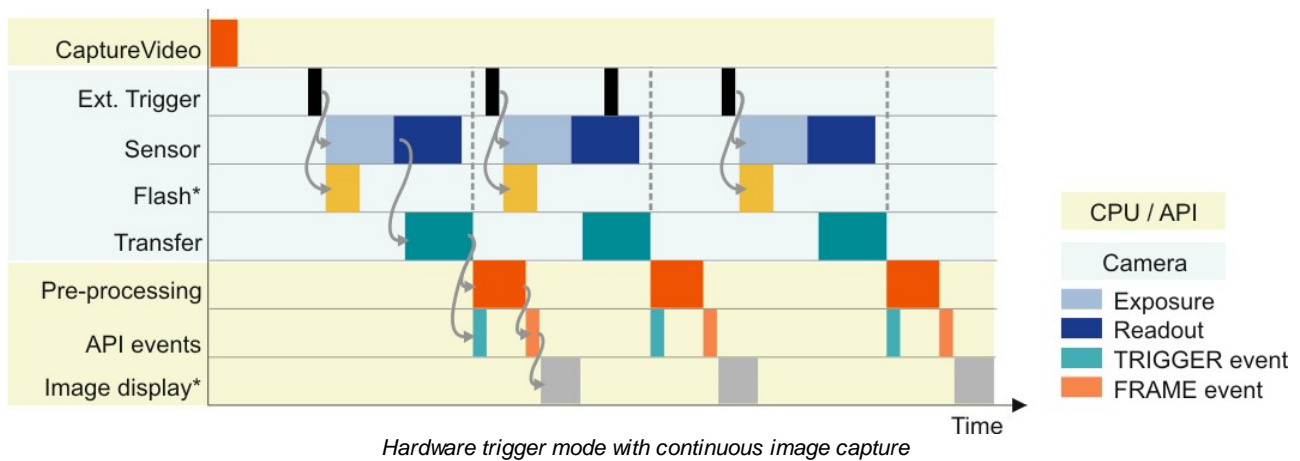 CaptureVideo
Ext. Trigger
Sensor
Flash*
Transfer
Pre-processing
API events
Image display*
Time
CPU / API
Camera
Exposure
Readout
TRIGGER event
FRAME event
Hardware trigger mode with continuous image capture